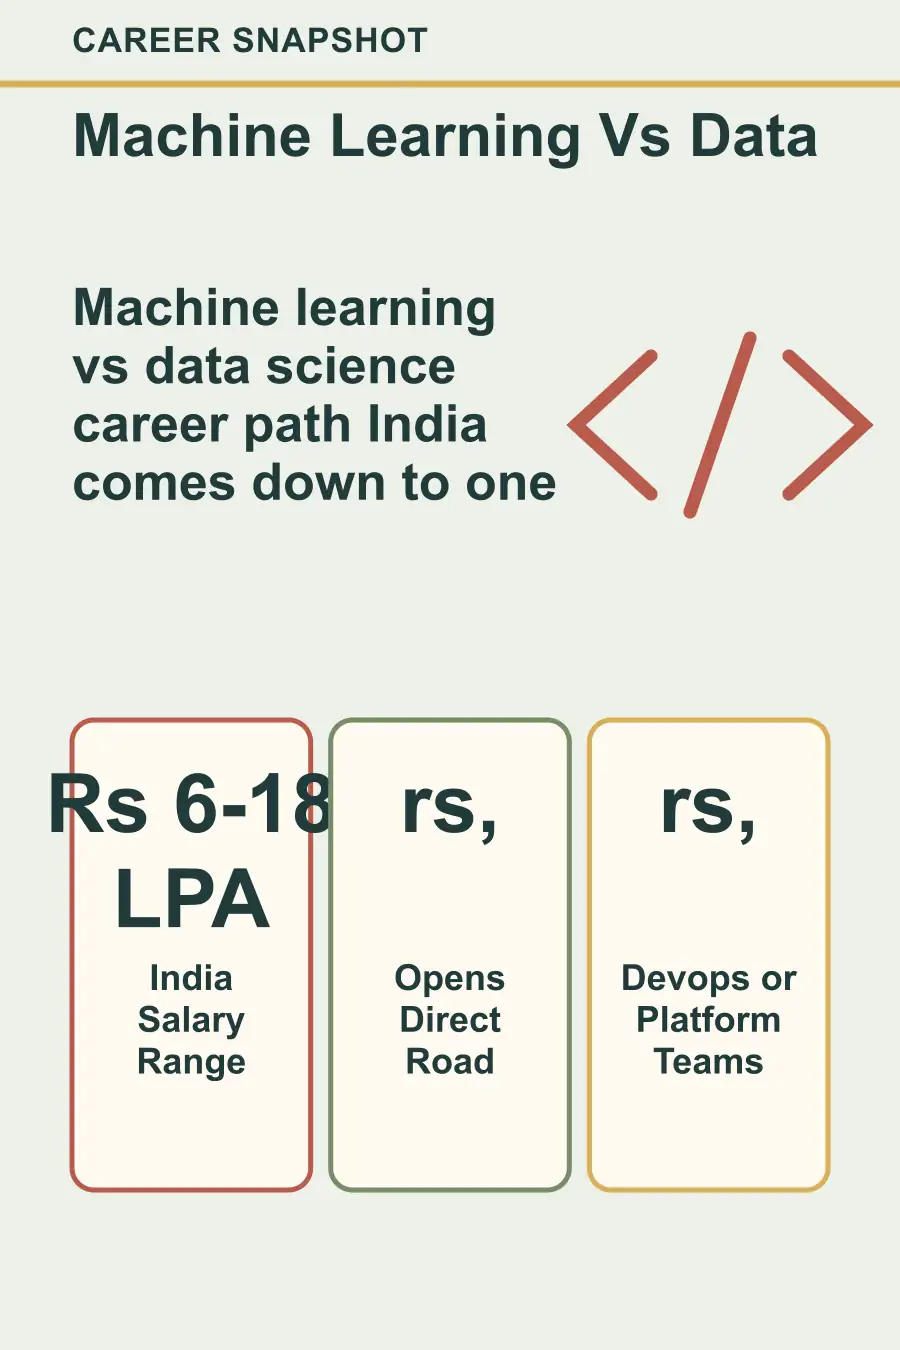 CAREER SNAPSHOT
Machine Learning Vs Data
Machine learning
vs data science
career path India
comes down to one
Rs 6-18
LPA
India
Salary
Range
rs,
Opens
Direct
Road
rs,
Devops or
Platform
Teams